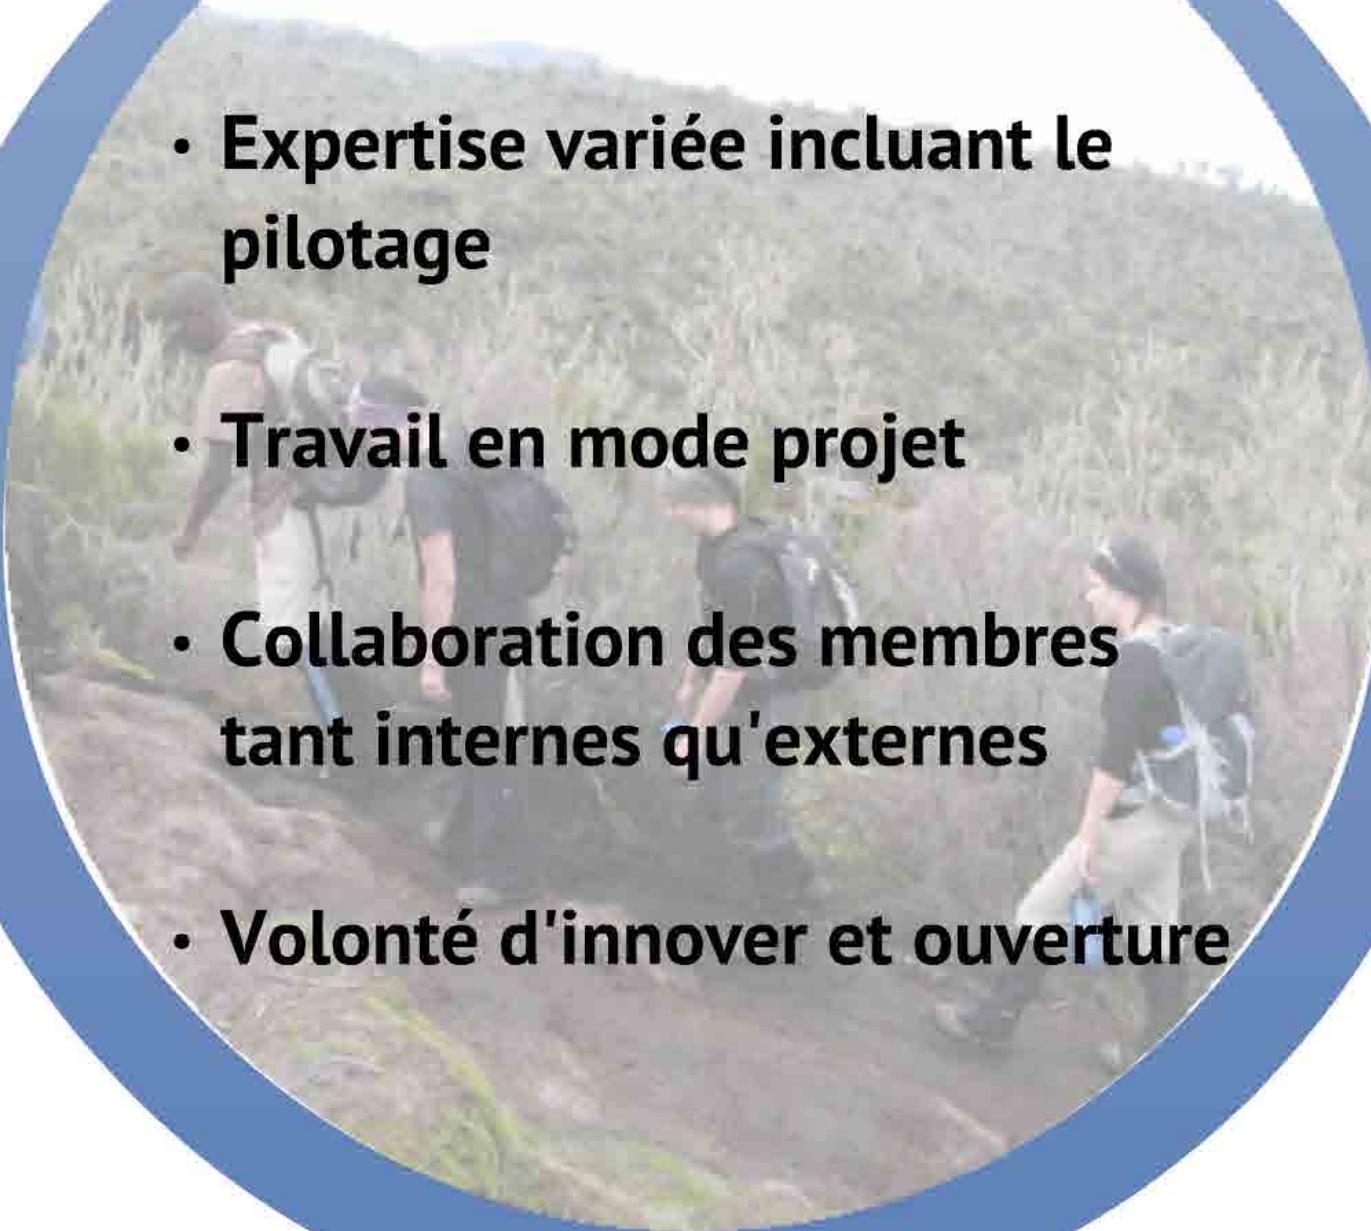 • Expertise variée incluant le
pilotage
• Travail en mode projet
• Collaboration des membres
tant internes qu'externes
• Volonté d'innover et ouverture